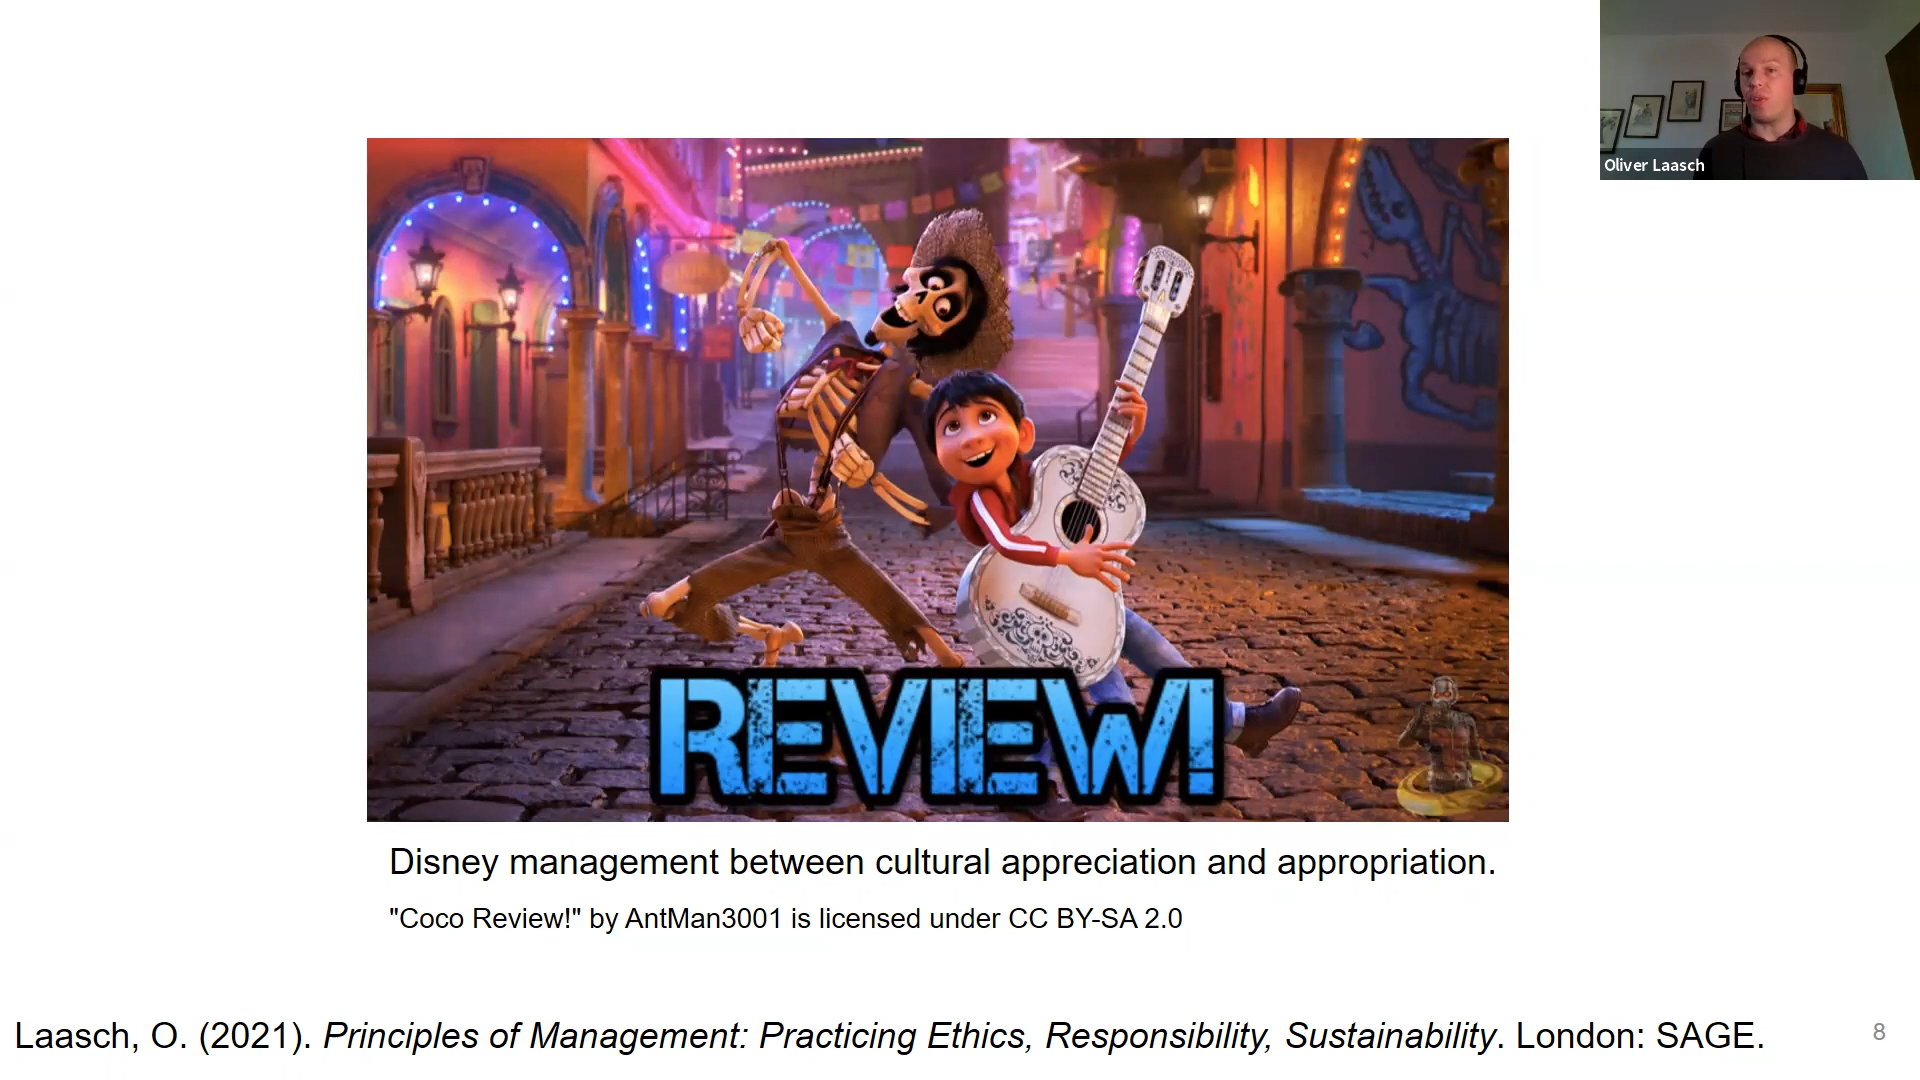 Oliver Laasch
REVIEW!
Disney management between cultural appreciation and appropriation.
"Coco Review!" by AntMan3001 is licensed under CC BY-SA 2.0
Laasch, O. (2021). Principles of Management: Practicing Ethics, Responsibility, Sustainability. London: SAGE.
8